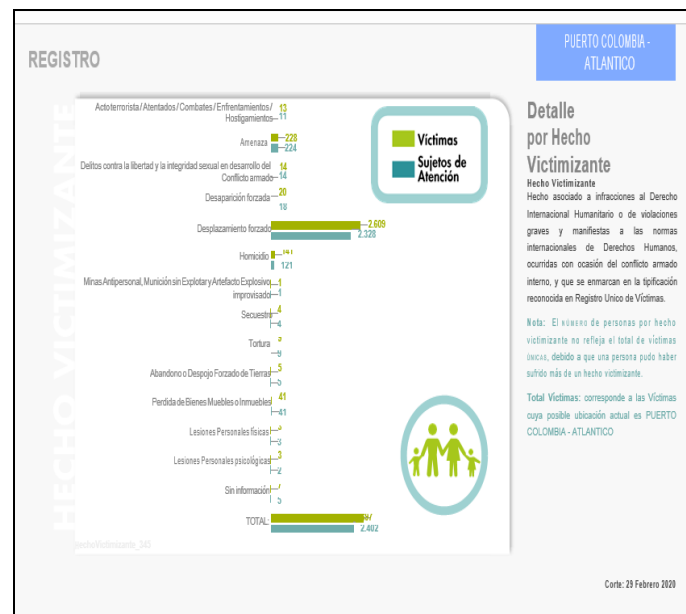 REGISTRO
PUERTO COLOMBIA -
ATLANTICO
HECHO VICTIMIZANTE
Acto terrorista / Atentados / Combates / Enfrentamientos / 13
Hostigamientos 11
228
Amenaza
224
Delitos contra la libertad y la integridad sexual en desarrollo del 14
Conflicto armado 14
20
Desaparición forzada
18
2.609
Desplazamiento forzado
2.328
Homicidio
121
Minas Antipersonal, Munición sin Explotar y Artefacto Explosivo 1
improvisado 1
4
Secuestro
4
Tortura
9
5
Abandono o Despojo Forzado de Tierras
5
41
Perdida de Bienes Muebles o Inmuebles
41
Lesiones Personales físicas
3
3
Lesiones Personales psicológicas
2
Sin información
5
TOTAL:
2.402
Víctimas
Sujetos de
Atención
Detalle
por Hecho
Victimizante
Hecho Victimizante
Hecho asociado a infracciones al Derecho
Internacional Humanitario o de violaciones
graves y manifiestas a las normas
internacionales de Derechos Humanos,
ocurridas con ocasión del conflicto armado
interno, y que se enmarcan en la tipificación
reconocida en Registro Unico de Víctimas.
Nota: El NÚMERO de personas por hecho
victimizante no refleja el total de víctimas
ÚNICAS, debido a que una persona pudo haber
sufrido más de un hecho victimizante.
Total Víctimas: corresponde a las Víctimas
cuya posible ubicación actual es PUERTO
COLOMBIA - ATLANTICO
HechoVictimizante_345
Corte: 29 Febrero 2020